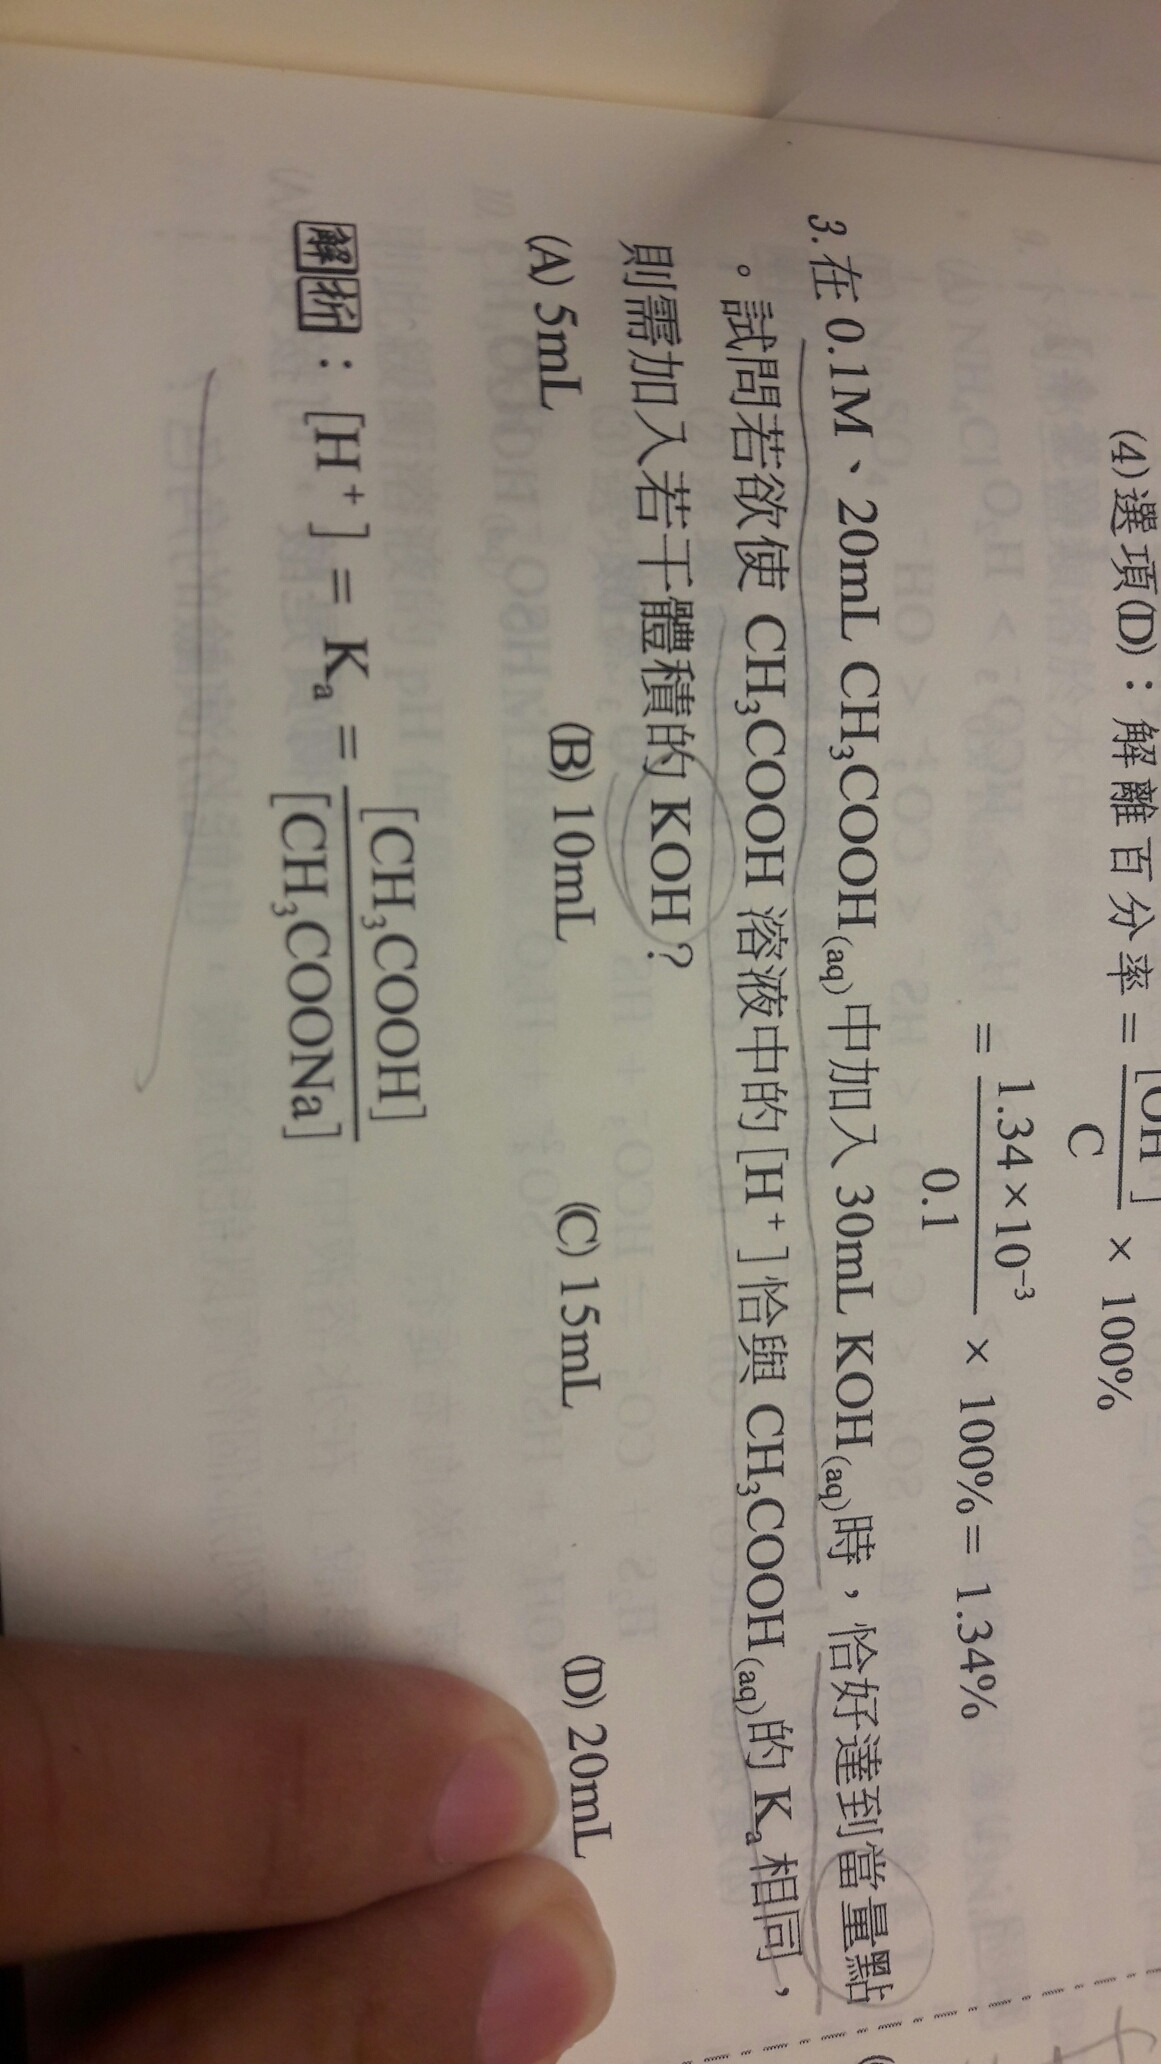 (4)選項(D)：解離百分率 = [OH⁻]/C × 100%
= 1.34×10⁻³/0.1 × 100% = 1.34%
3.在 0.1M、20mL CH₃COOH(aq)中加入 30mL KOH(aq)時，恰好達到當量點
。試問若欲使 CH₃COOH 溶液中的[H⁺]恰與 CH₃COOH(aq)的 Kₐ 相同，
則需加入若干體積的 KOH？
(A) 5mL (B) 10mL (C) 15mL (D) 20mL
解析：[H⁺] = Kₐ = [CH₃COOH]/[CH₃COONa]